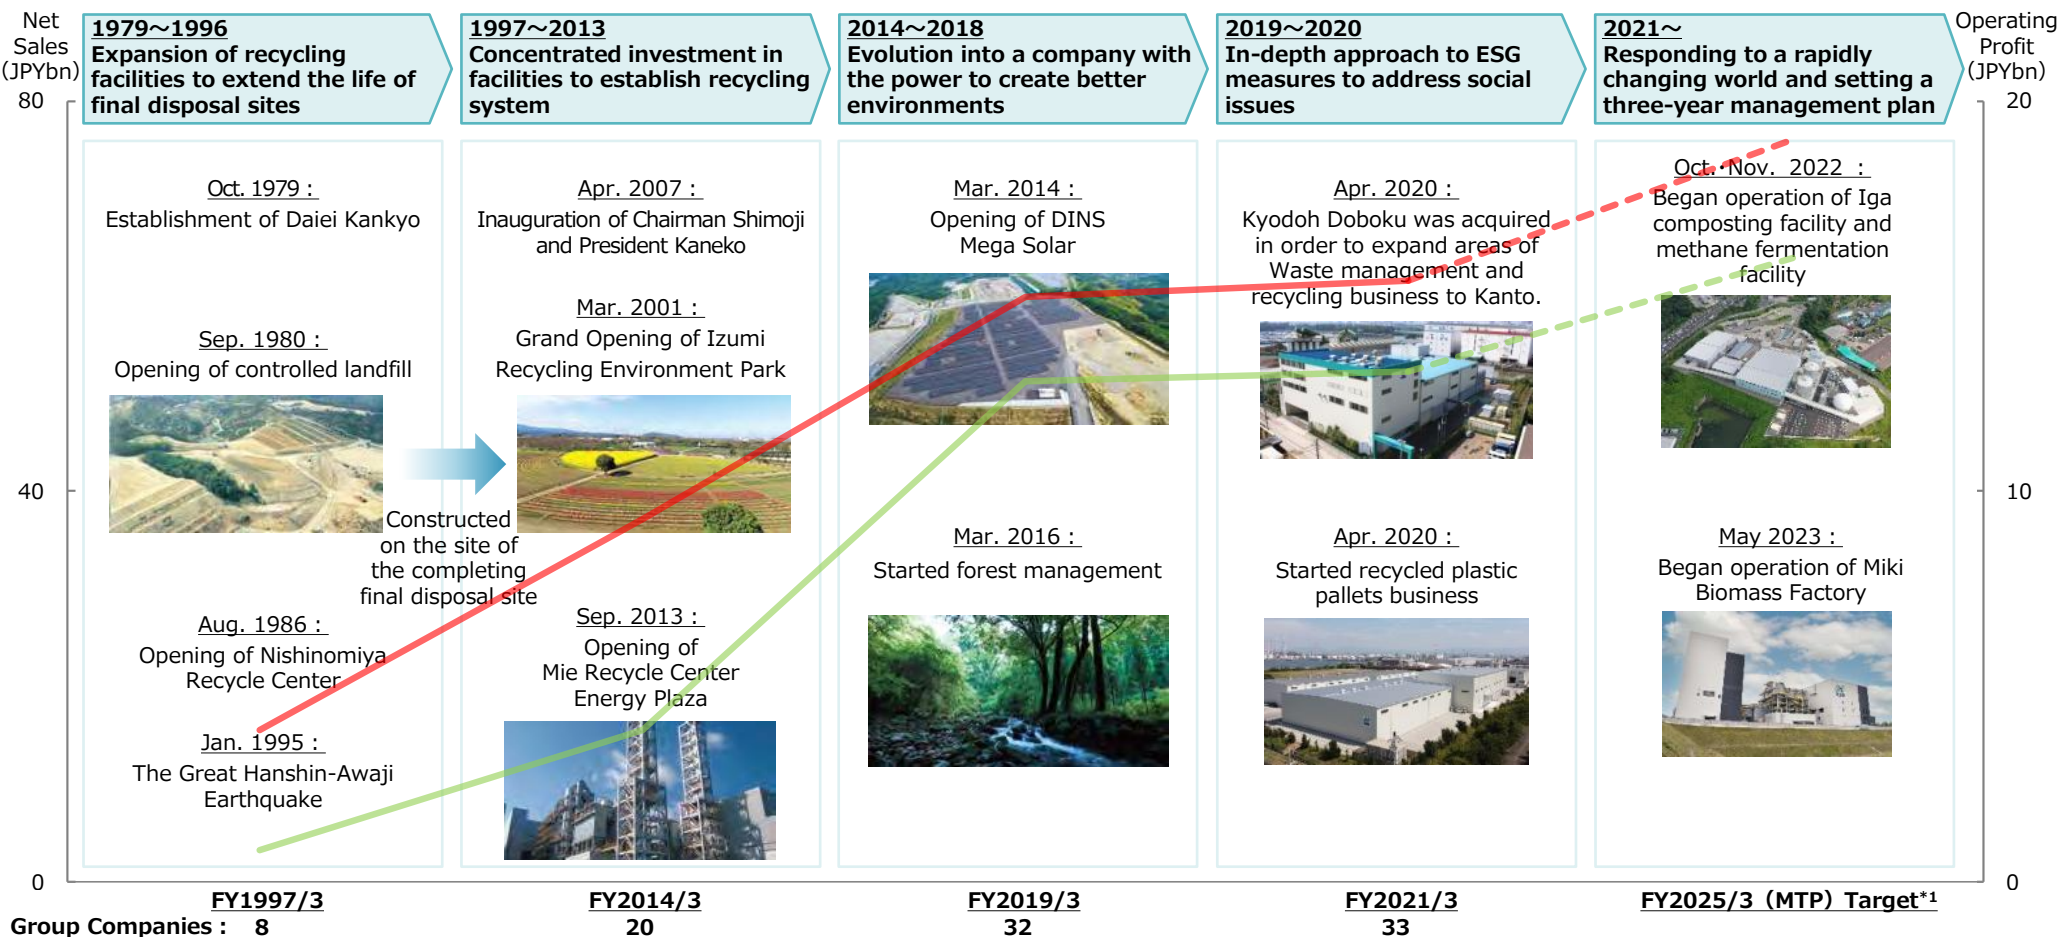 Net
Sales
(JPYbn)
1979～1996
Expansion of recycling
facilities to extend the life of
final disposal sites
1997～2013
Concentrated investment in
facilities to establish recycling
system
2014～2018
Evolution into a company with
the power to create better
environments
2019～2020
In-depth approach to ESG
measures to address social
issues
2021～
Responding to a rapidly
changing world and setting a
three-year management plan
Operating
Profit
(JPYbn)
80
40
0
20
10
0
Oct. 1979：
Establishment of Daiei Kankyo
Sep. 1980：
Opening of controlled landfill
Aug. 1986：
Opening of Nishinomiya
Recycle Center
Jan. 1995：
The Great Hanshin-Awaji
Earthquake
Constructed
on the site of
the completing
final disposal site
Apr. 2007：
Inauguration of Chairman Shimoji
and President Kaneko
Mar. 2001：
Grand Opening of Izumi
Recycling Environment Park
Sep. 2013：
Opening of
Mie Recycle Center
Energy Plaza
Mar. 2014：
Opening of DINS
Mega Solar
Mar. 2016：
Started forest management
Apr. 2020：
Kyodoh Doboku was acquired
in order to expand areas of
Waste management and
recycling business to Kanto.
Apr. 2020：
Started recycled plastic
pallets business
Oct.･Nov. 2022：
Began operation of Iga
composting facility and
methane fermentation
facility
May 2023：
Began operation of Miki
Biomass Factory
FY1997/3
FY2014/3
FY2019/3
FY2021/3
FY2025/3（MTP）Target*1
Group Companies： 8
20
32
33